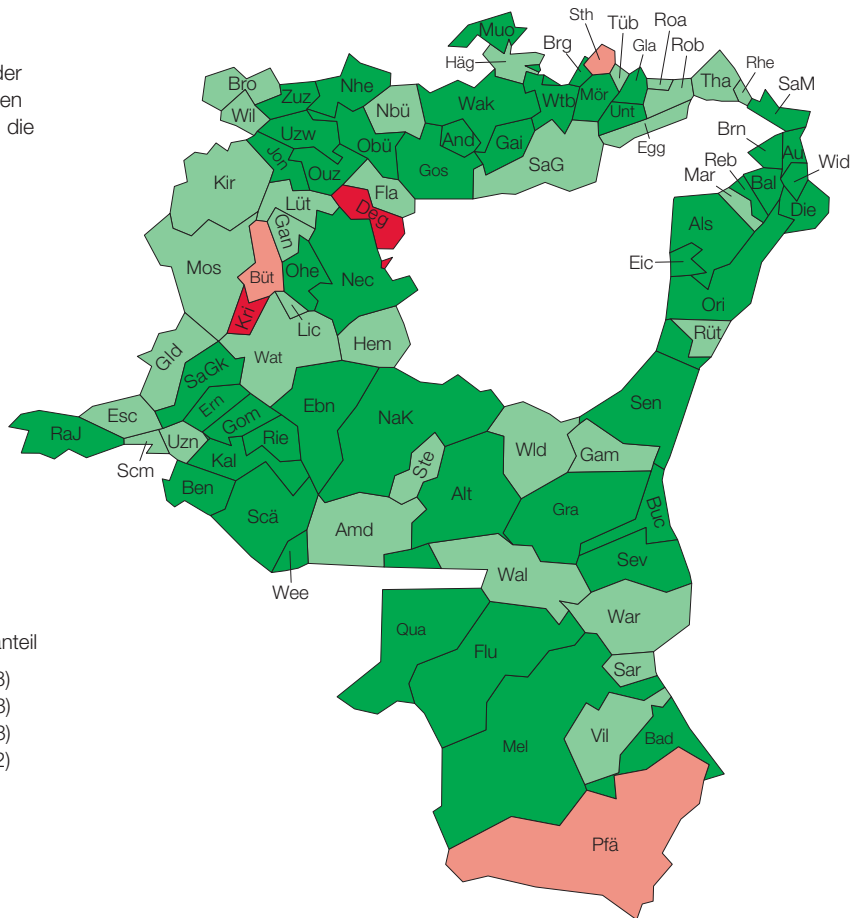 der
en
die
Muo
Häg
Brg
Sth
Tüb
Gla
Roa
Rob
Tha
Rhe
SaM
Bro
Zuz
Nhe
Wil
Nbü
Wak
Wtb
Mör
Unt
Egg
Uzw
Obü
And
Gai
Jon
Ouz
Gos
SaG
Brn
Au
Wid
Reb
Bal
Mar
Die
Kir
Lüt
Fla
Deg
Gan
Als
Eic
Mos
Büt
Ohe
Nec
Ori
Kri
Lic
Rüt
Gld
Wat
Hem
SaGk
Esc
Ern
Ebn
NaK
Sen
RaJ
Gom
Scm
Uzn
Rie
Kal
Ste
Wld
Gam
Ben
Scä
Alt
Gra
Buc
Amd
Wee
Wal
Sev
Qua
War
nteil
Flu
Sar
3)
3)
3)
2)
Mel
Vil
Bad
Pfä